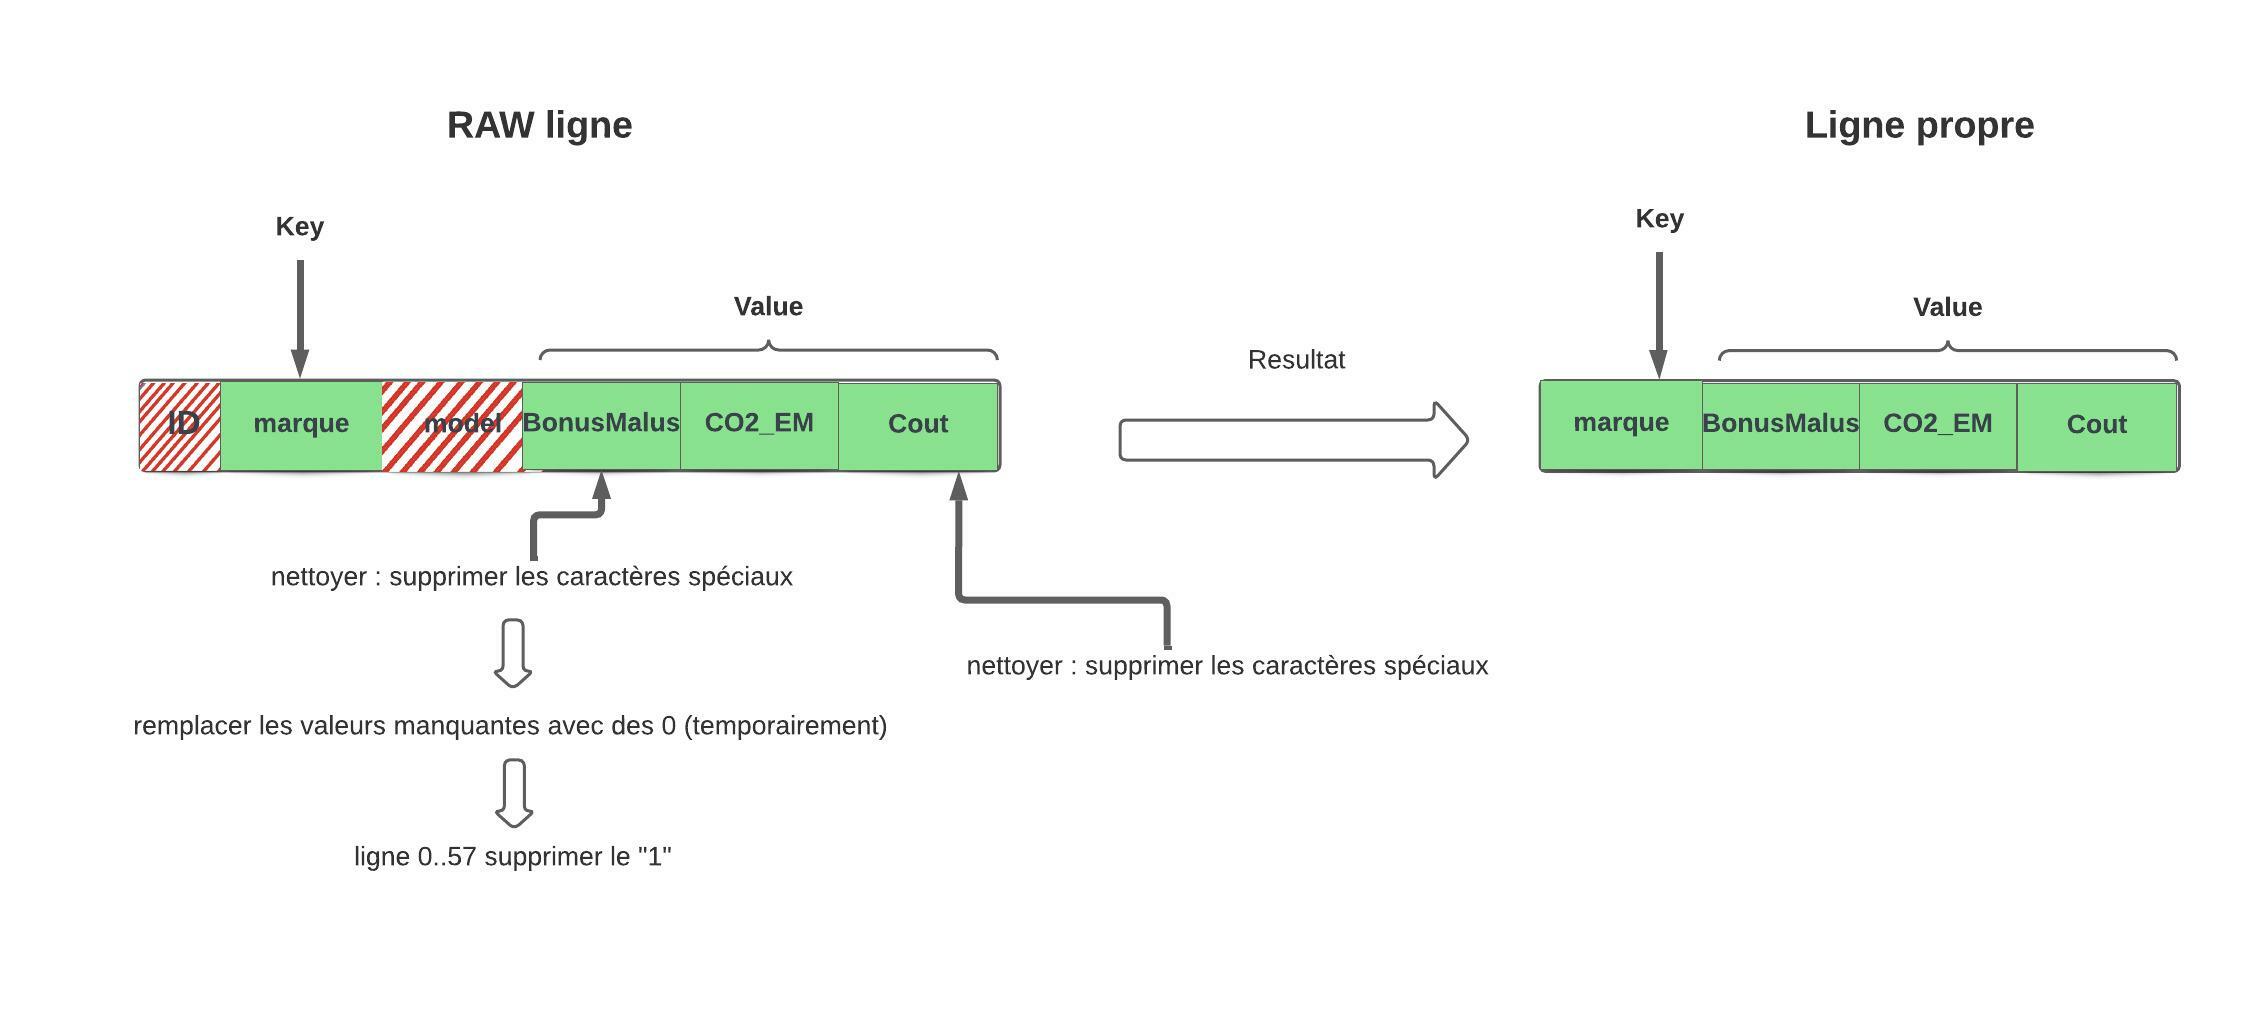 RAW ligne
Ligne propre
Key
Key
Value
Value
Resultat
ID
marque
model
BonusMalus
CO2_EM
Cout
marque
BonusMalus
CO2_EM
Cout
nettoyer : supprimer les caractères spéciaux
nettoyer : supprimer les caractères spéciaux
remplacer les valeurs manquantes avec des 0 (temporairement)
ligne 0..57 supprimer le "1"